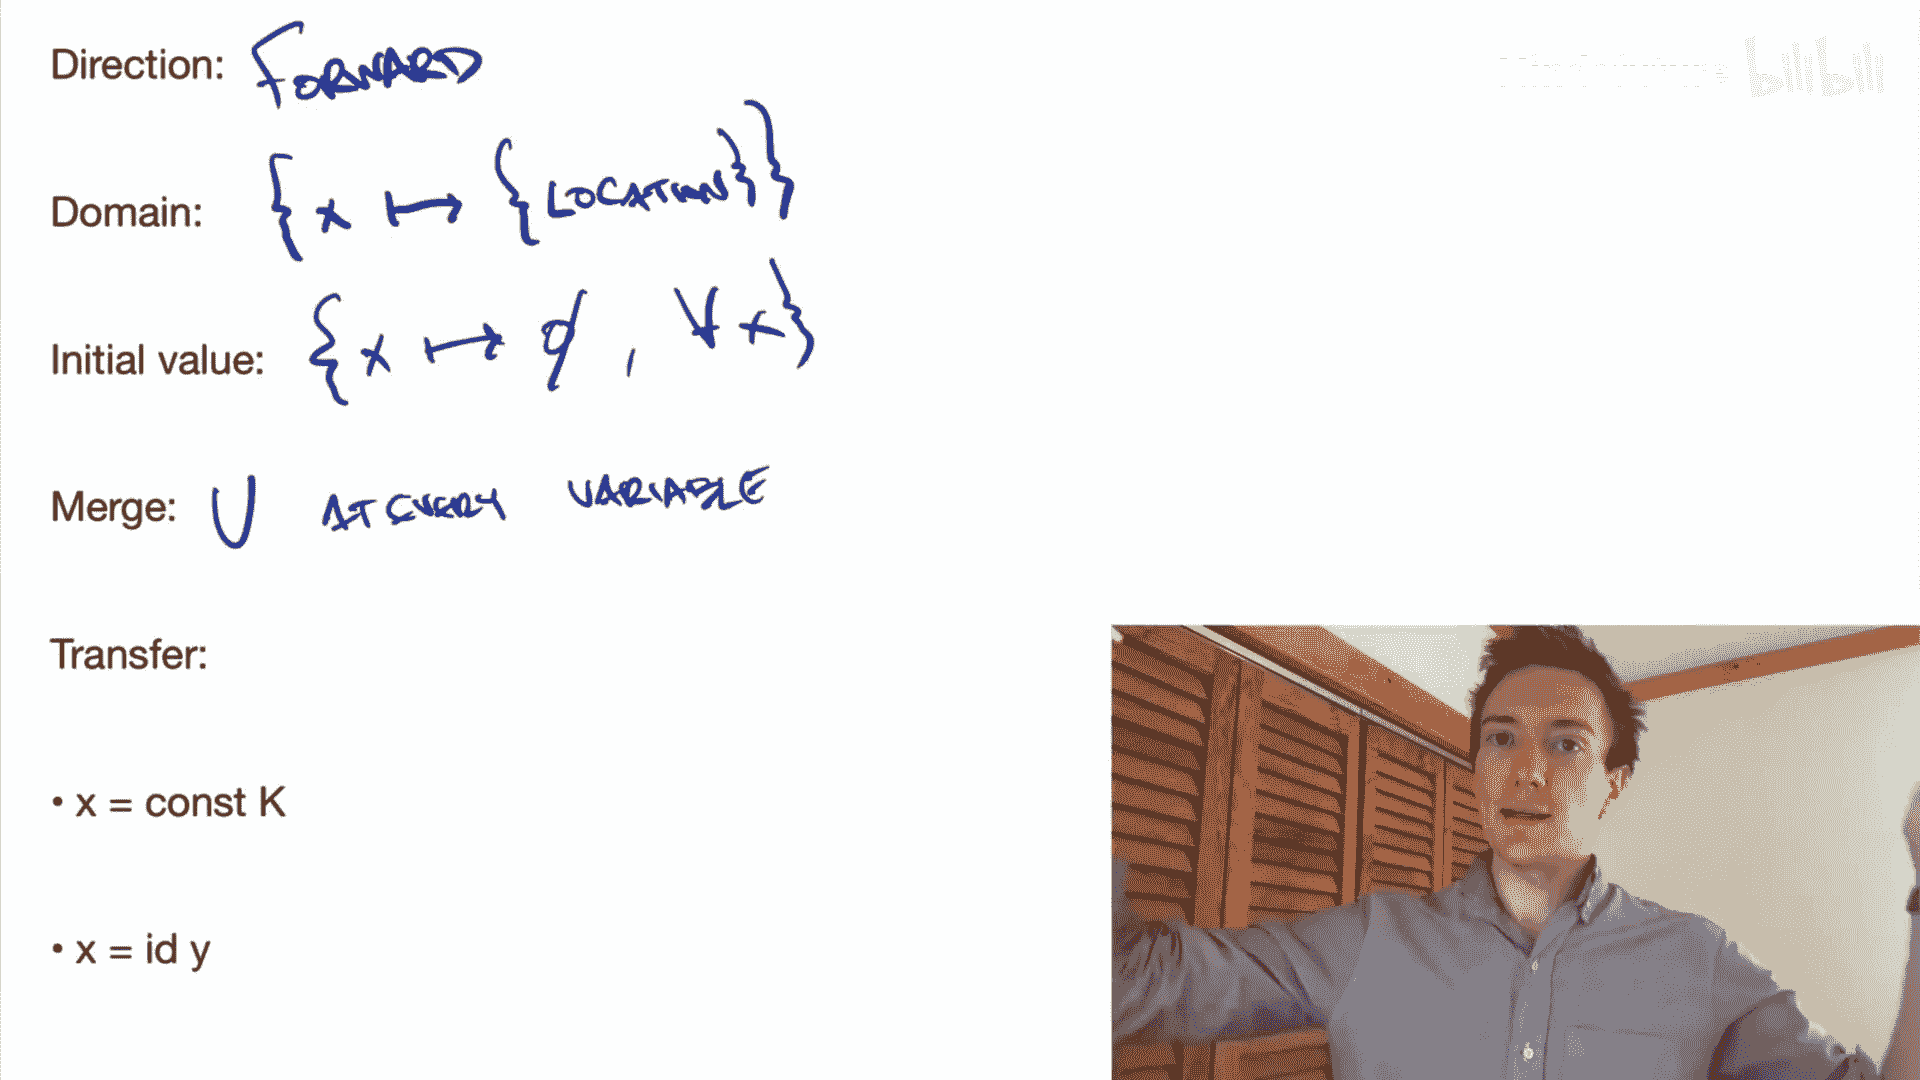 Direction: FORWARD
Domain: {x ↦ {LOCATION}}
Initial value: {x ↦ ∅, ∀x}
Merge: ∪ AT EVERY VARIABLE
Transfer:
• x = const K
• x = id y
bilibili